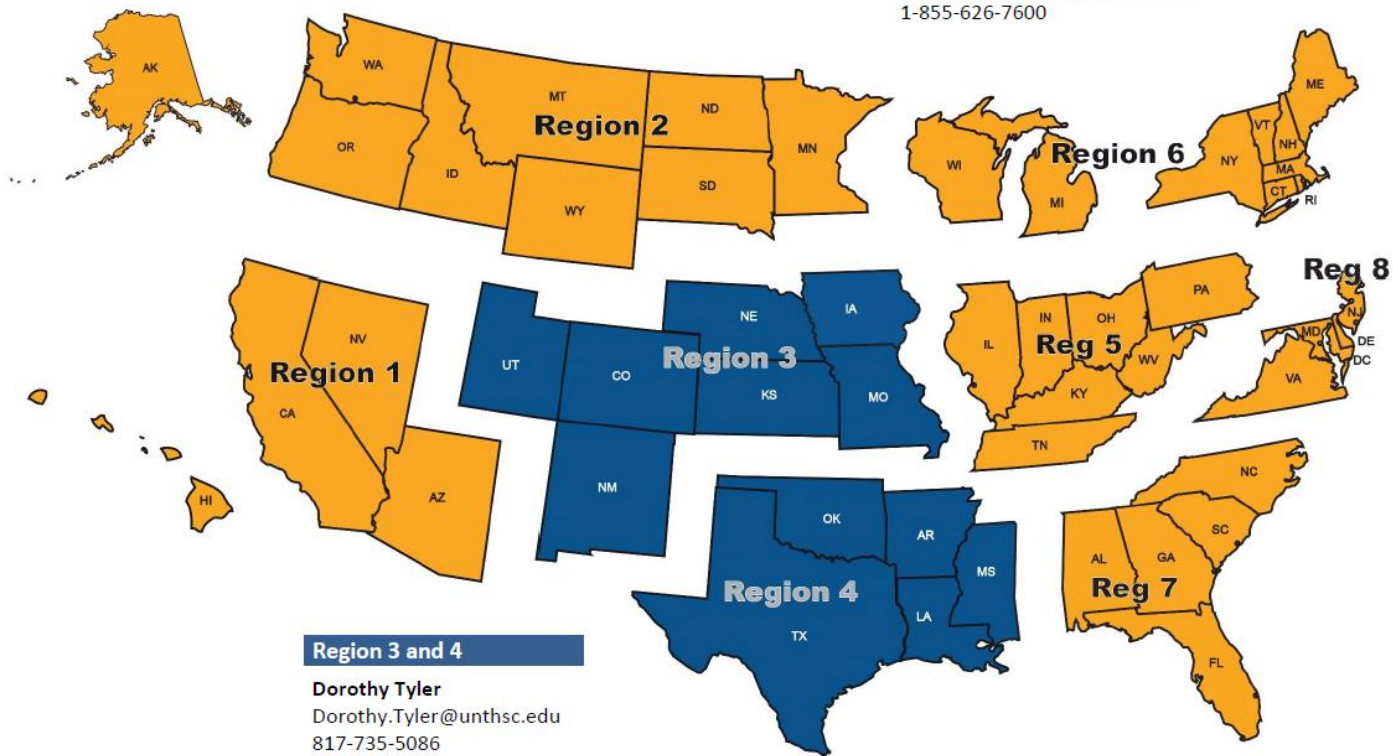 1-855-626-7600
AK
WA
MT
ND
MN
OR
ID
WY
SD
Region 2
WI
MI
Region 6
ME
VT
NH
NY
MA
CT
RI
NV
CA
AZ
HI
Region 1
UT
CO
NE
IA
KS
MO
NM
Region 3
IL
IN
OH
PA
WV
KY
TN
Reg 5
Reg 8
NJ
MD
DE
DC
VA
OK
AR
MS
LA
TX
Region 4
NC
SC
AL
GA
FL
Reg 7
Region 3 and 4
Dorothy Tyler
Dorothy.Tyler@unthsc.edu
817-735-5086